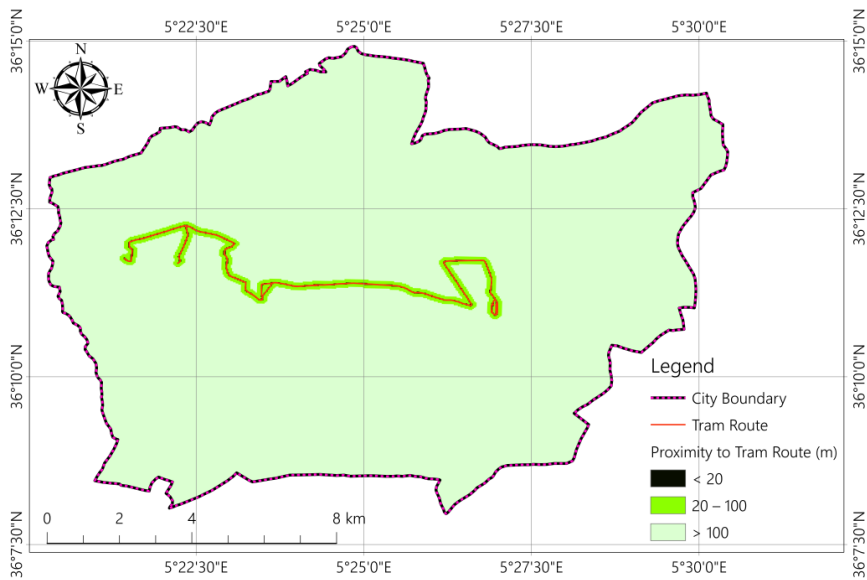 5°22'30"E 5°25'0"E 5°27'30"E 5°30'0"E
36°15'0"N 36°15'0"N
N
W E
S
36°12'30"N 36°12'30"N
36°10'0"N 36°10'0"N
Legend
City Boundary
Tram Route
Proximity to Tram Route (m)
< 20
20 – 100
> 100
0 2 4 8 km
36°7'30"N 36°7'30"N
5°22'30"E 5°25'0"E 5°27'30"E 5°30'0"E